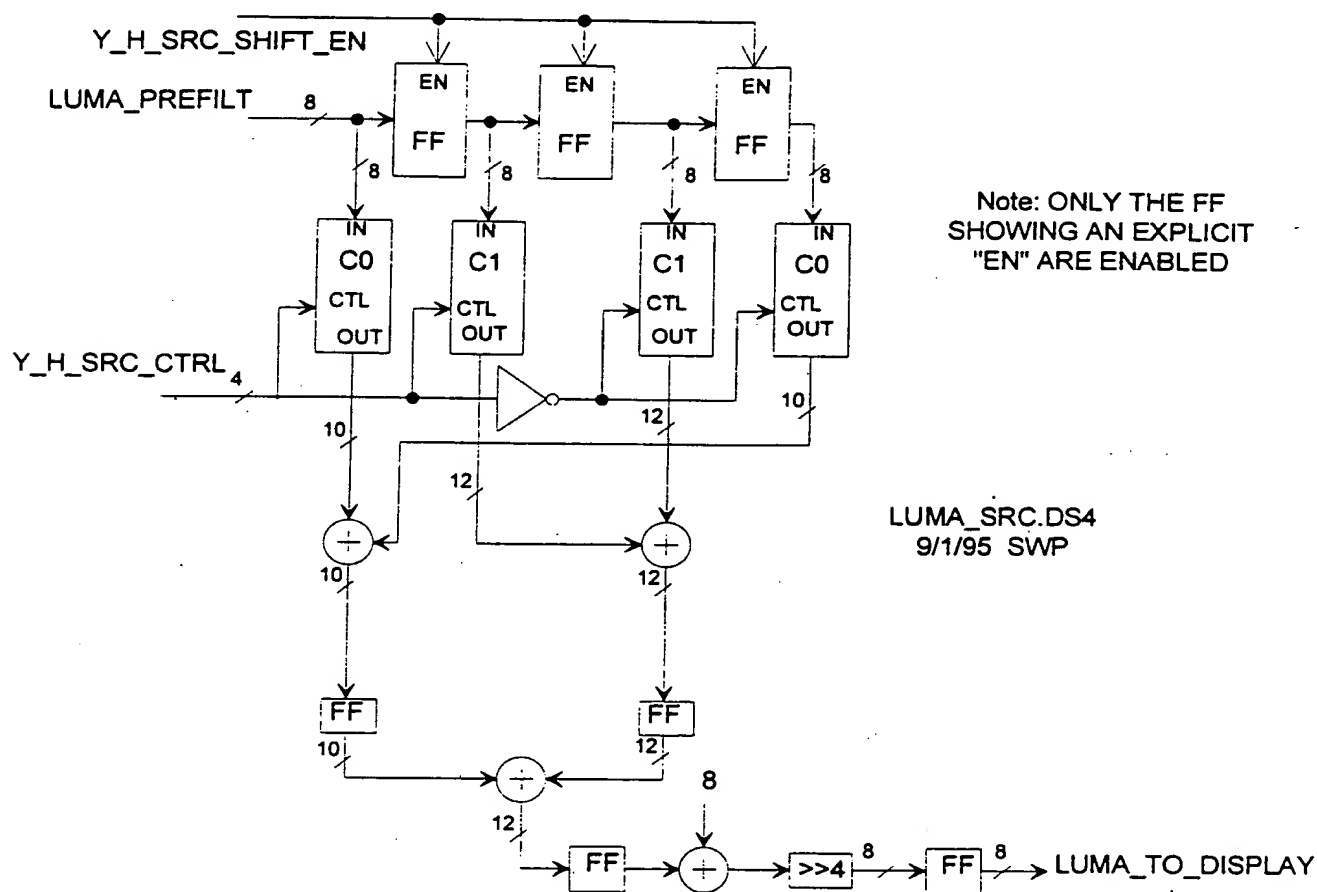 Y_H_SRC_SHIFT_EN
LUMA_PREFILT
8
EN
FF
EN
FF
EN
FF
8
8
8
8
IN
C0
CTL
OUT
IN
C1
CTL
OUT
IN
C1
CTL
OUT
IN
C0
CTL
OUT
Note: ONLY THE FF
SHOWING AN EXPLICIT
"EN" ARE ENABLED
Y_H_SRC_CTRL
4
10
12
12
10
LUMA_SRC.DS4
9/1/95 SWP
10
12
FF
FF
10
12
8
12
FF
>>4
8
FF
8
LUMA_TO_DISPLAY